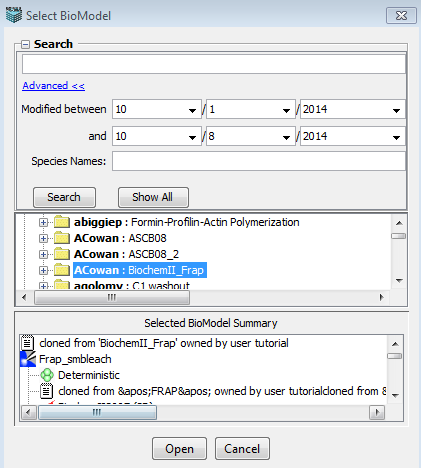 Select BioModel
Search
Advanced <<
Modified between 10 / 1 / 2014
and 10 / 8 / 2014
Species Names:
Search Show All
abiggiep : Formin-Profilin-Actin Polymerization
ACowan : ASCB08
ACowan : ASCB08_2
ACowan : BiochemII_Frap
agolomy : C1 washout
Selected BioModel Summary
cloned from 'BiochemII_Frap' owned by user tutorial
Frap_smbleach
Deterministic
cloned from &apos;FRAP&apos; owned by user tutorialcloned from &
Open Cancel